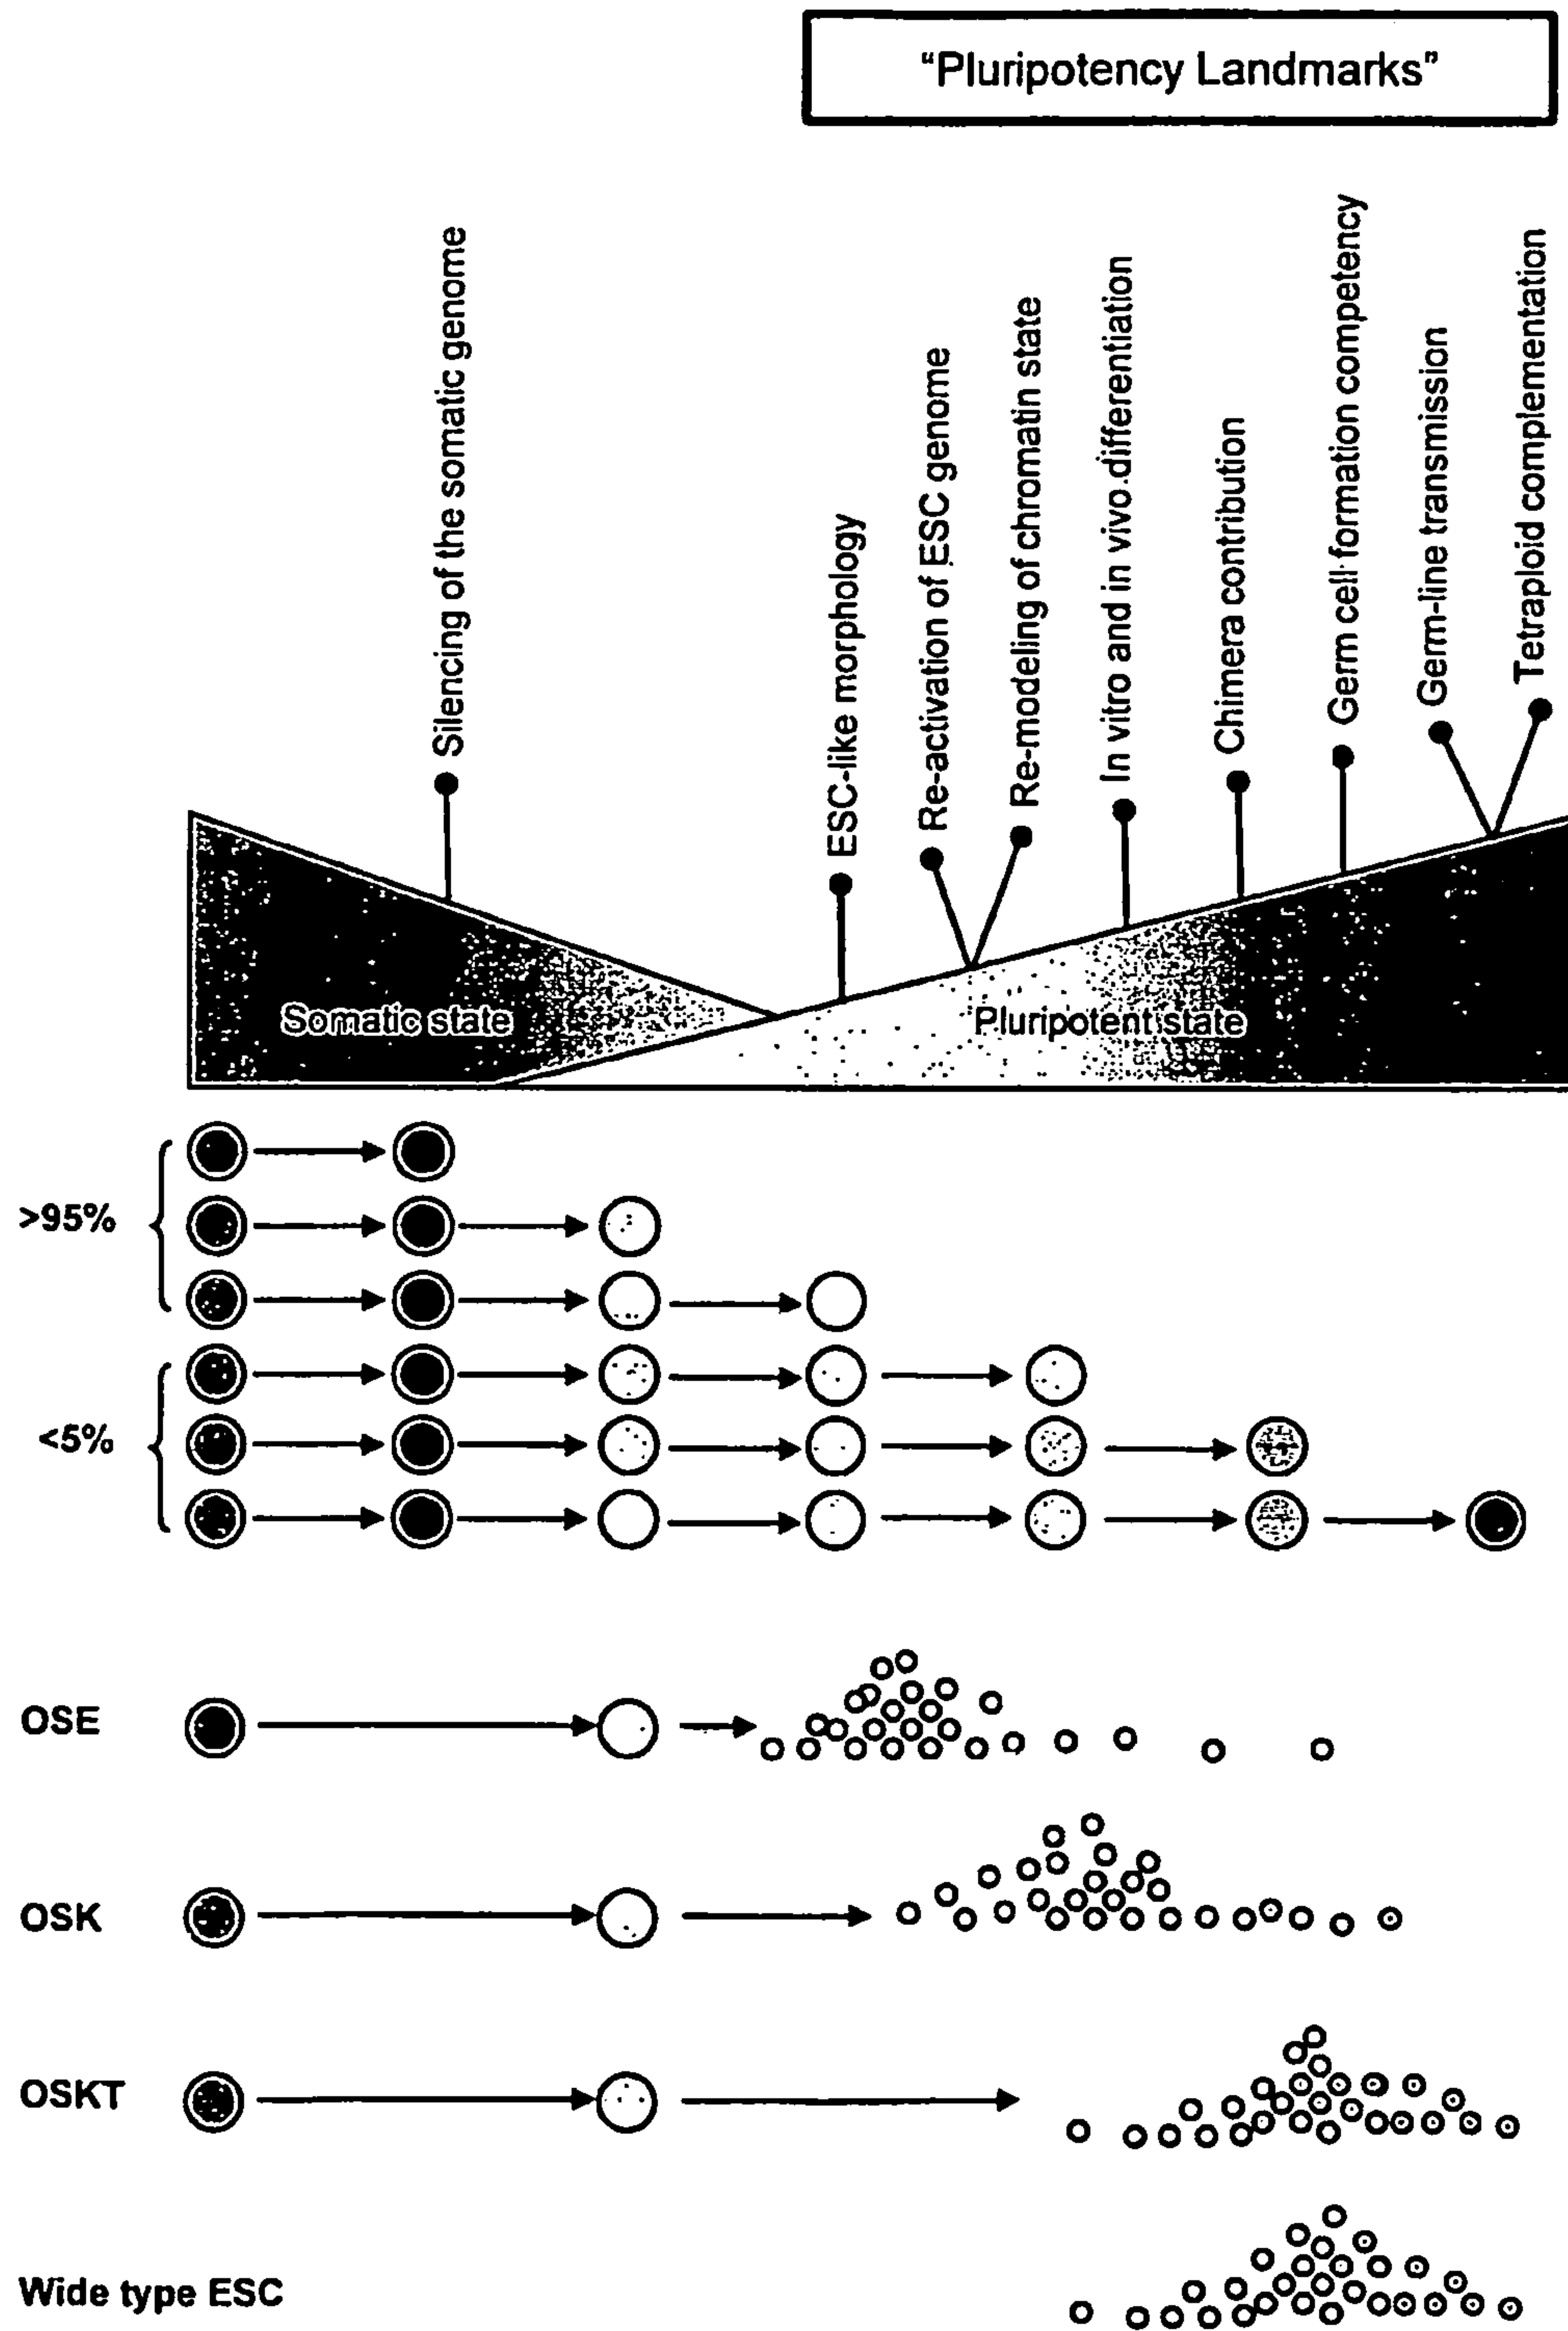 “Pluripotency Landmarks”
Silencing of the somatic genome
ESC-like morphology
Re-activation of ESC genome
Re-modeling of chromatin state
In vitro and in vivo differentiation
Chimera contribution
Germ cell formation competency
Germ-line transmission
Tetraploid complementation
Somatic state
Pluripotent state
>95%
<5%
OSE
OSK
OSKT
Wide type ESC